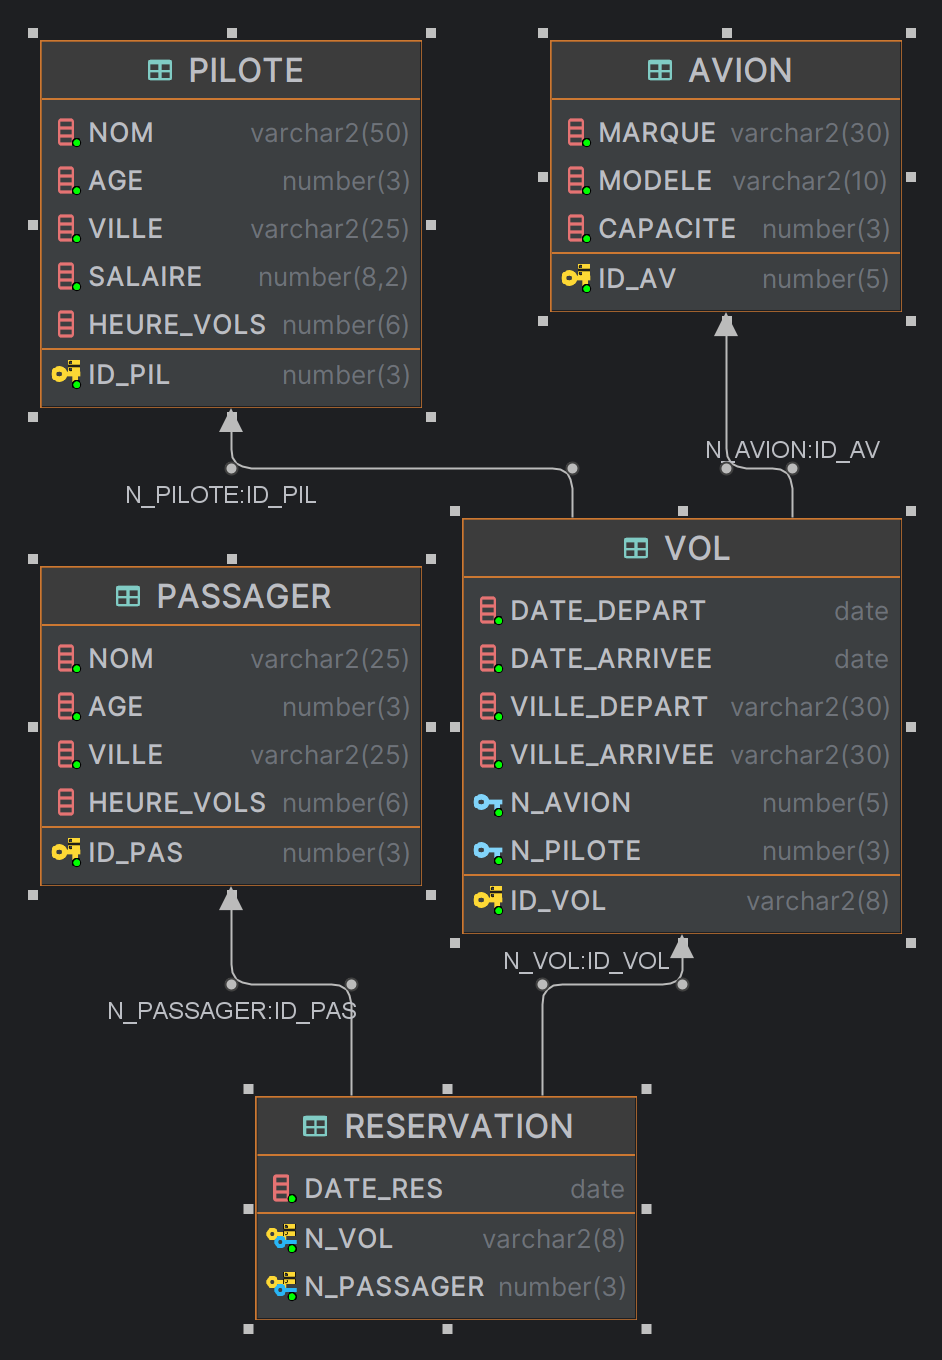 PILOTE
NOM varchar2(50)
AGE number(3)
VILLE varchar2(25)
SALAIRE number(8,2)
HEURE_VOLS number(6)
ID_PIL number(3)
AVION
MARQUE varchar2(30)
MODELE varchar2(10)
CAPACITE number(3)
ID_AV number(5)
N_AVION:ID_AV
N_PILOTE:ID_PIL
PASSAGER
NOM varchar2(25)
AGE number(3)
VILLE varchar2(25)
HEURE_VOLS number(6)
ID_PAS number(3)
VOL
DATE_DEPART date
DATE_ARRIVEE date
VILLE_DEPART varchar2(30)
VILLE_ARRIVEE varchar2(30)
N_AVION number(5)
N_PILOTE number(3)
ID_VOL varchar2(8)
N_VOL:ID_VOL
N_PASSAGER:ID_PAS
RESERVATION
DATE_RES date
N_VOL varchar2(8)
N_PASSAGER number(3)